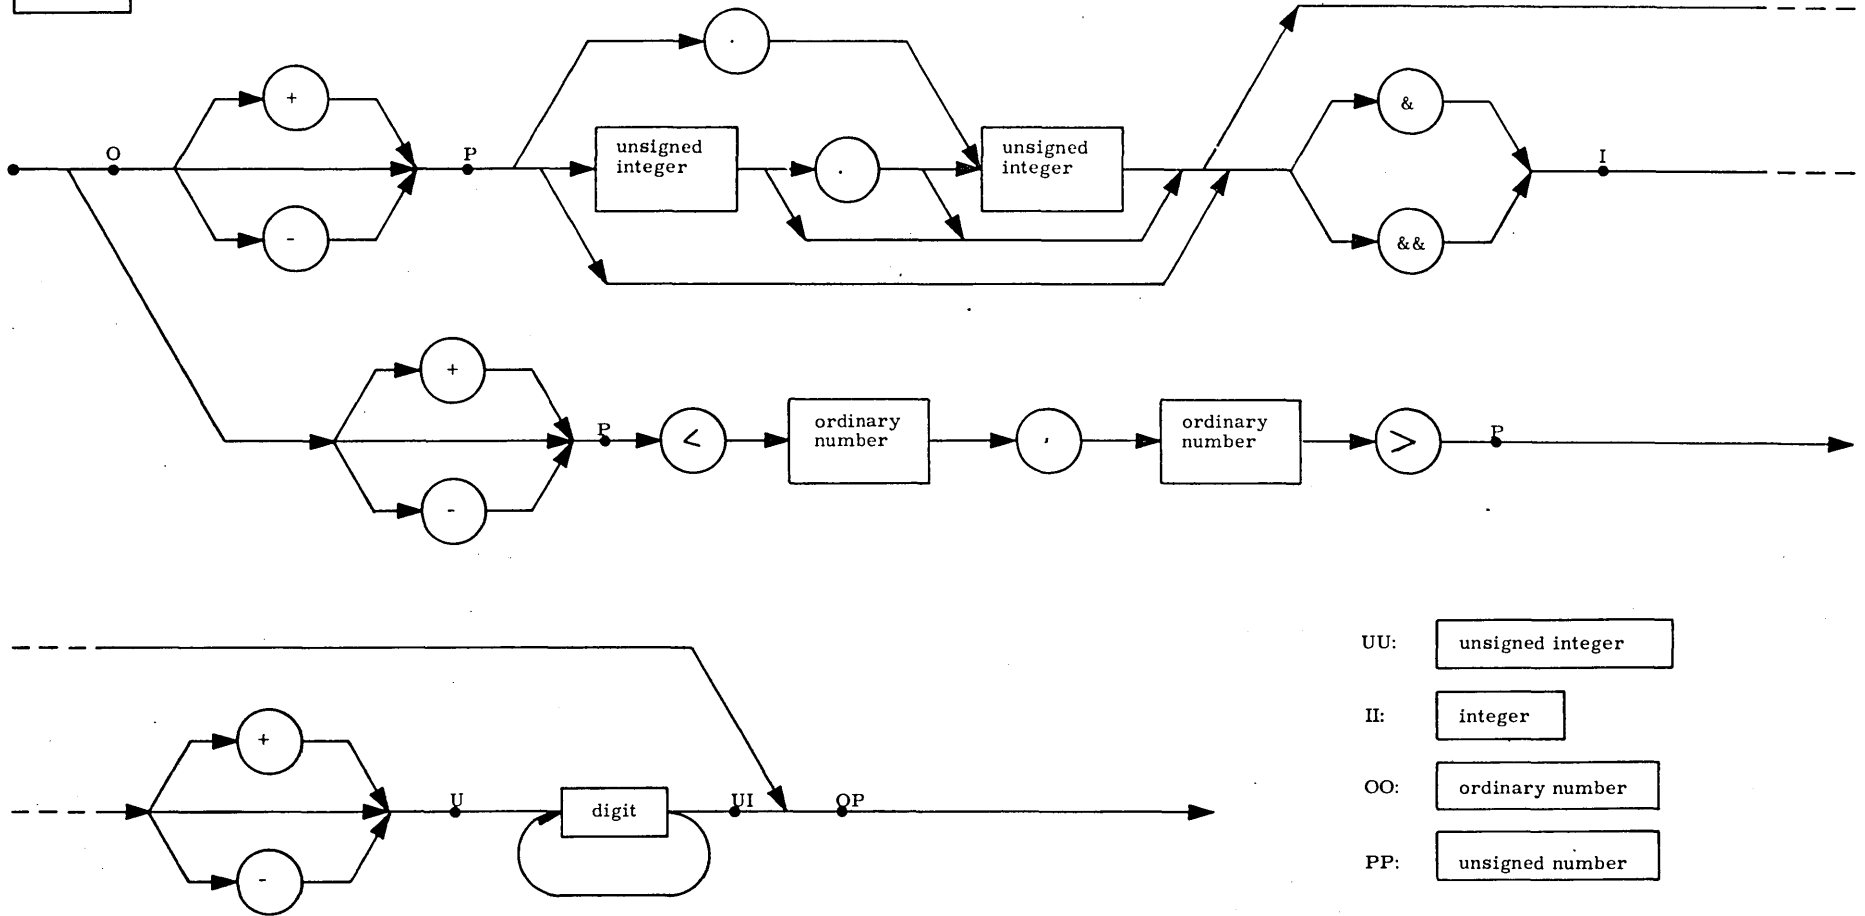 .
+
&
O
P
unsigned
integer
.
unsigned
integer
I
-
&&
+
P
<
ordinary
number
,
ordinary
number
>
P
-
UU: unsigned integer
II: integer
+
OO: ordinary number
U
digit
UI
OP
PP: unsigned number
-